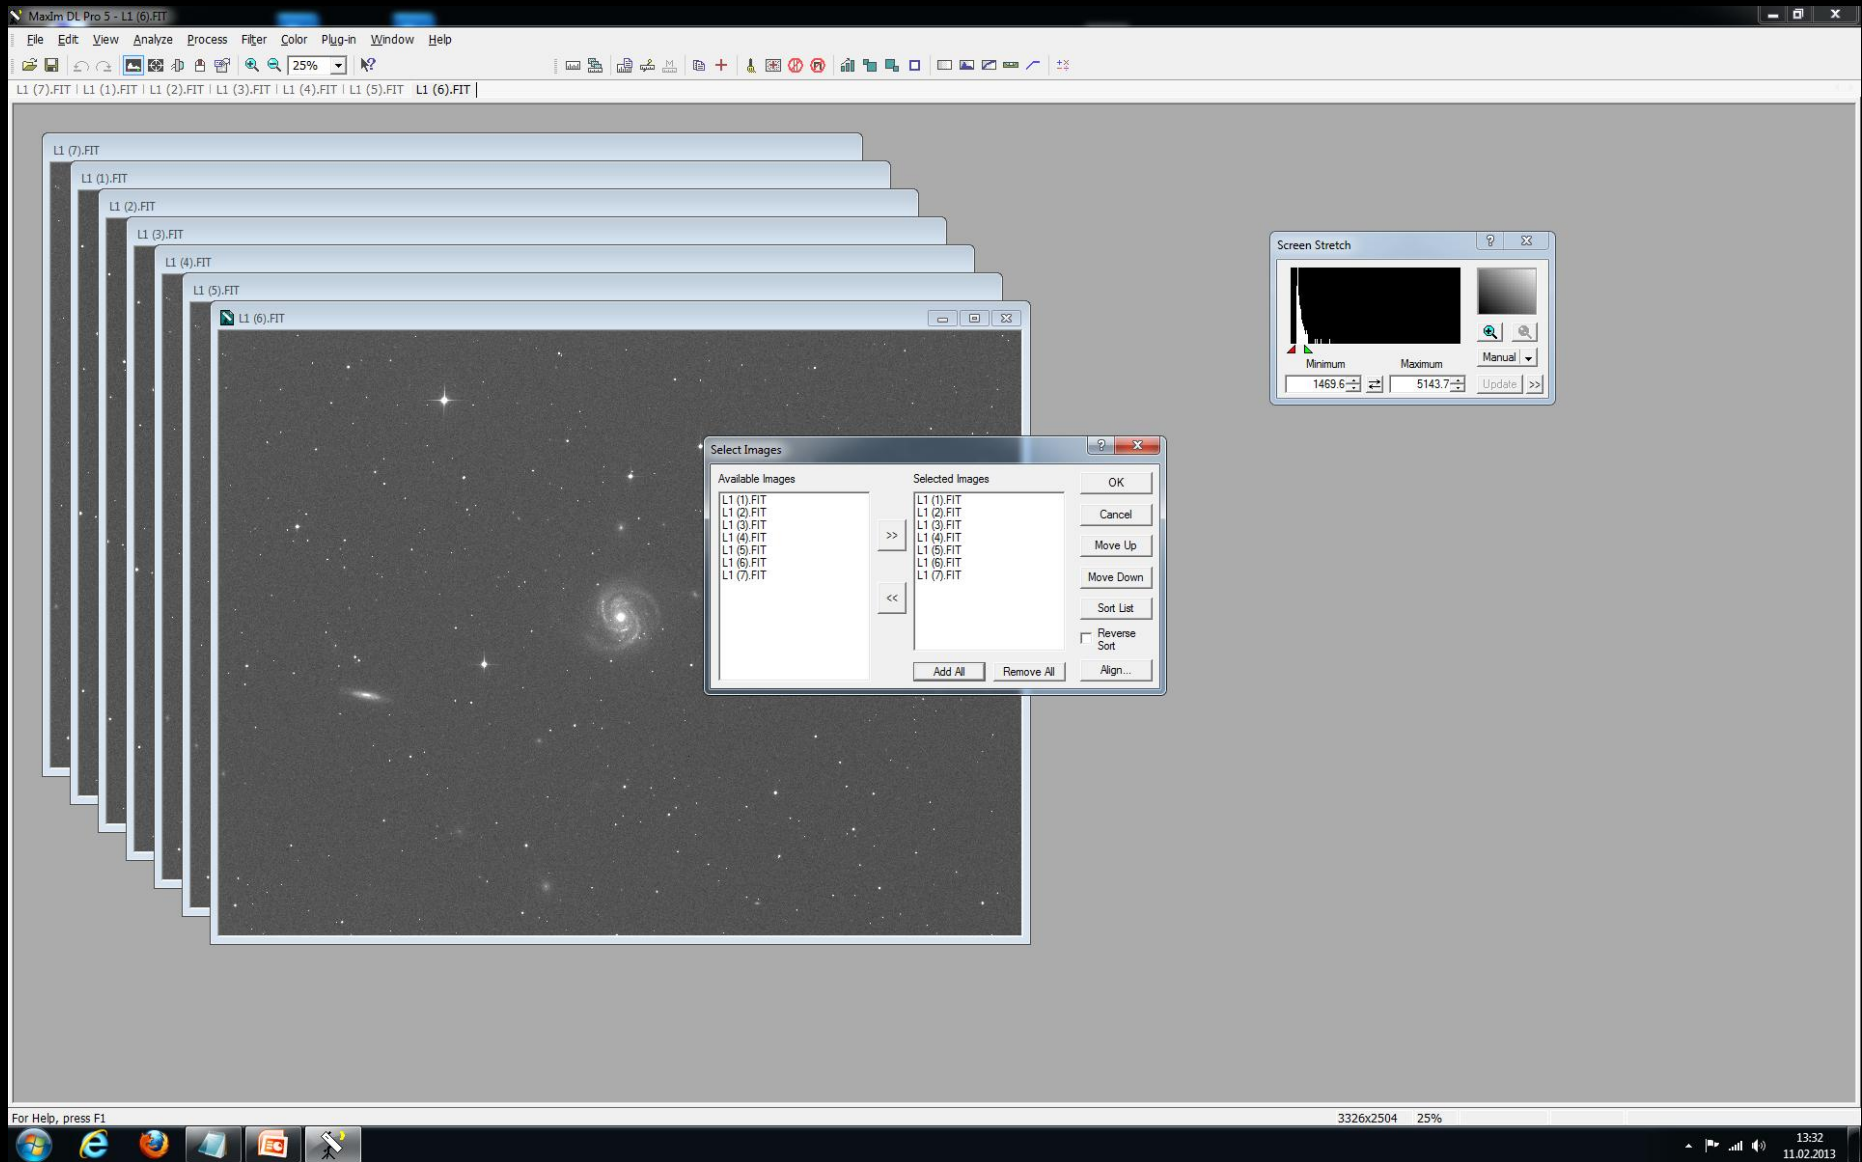 MaxIm DL Pro 5 - L1 (6).FIT
File Edit View Analyze Process Filter Color Plug-in Window Help
25%
L1 (7).FIT L1 (1).FIT L1 (2).FIT L1 (3).FIT L1 (4).FIT L1 (5).FIT L1 (6).FIT
L1 (7).FIT
L1 (1).FIT
L1 (2).FIT
L1 (3).FIT
L1 (4).FIT
L1 (5).FIT
L1 (6).FIT
Screen Stretch
Minimum Maximum Manual
1469.6 5143.7 Update >>
Select Images
Available Images
L1 (1).FIT
L1 (2).FIT
L1 (3).FIT
L1 (4).FIT
L1 (5).FIT
L1 (6).FIT
L1 (7).FIT
>>
<<
Selected Images
L1 (1).FIT
L1 (2).FIT
L1 (3).FIT
L1 (4).FIT
L1 (5).FIT
L1 (6).FIT
L1 (7).FIT
Add All Remove All
OK
Cancel
Move Up
Move Down
Sort List
Reverse
Sort
Align...
For Help, press F1 3326x2504 25%
13:32
11.02.2013